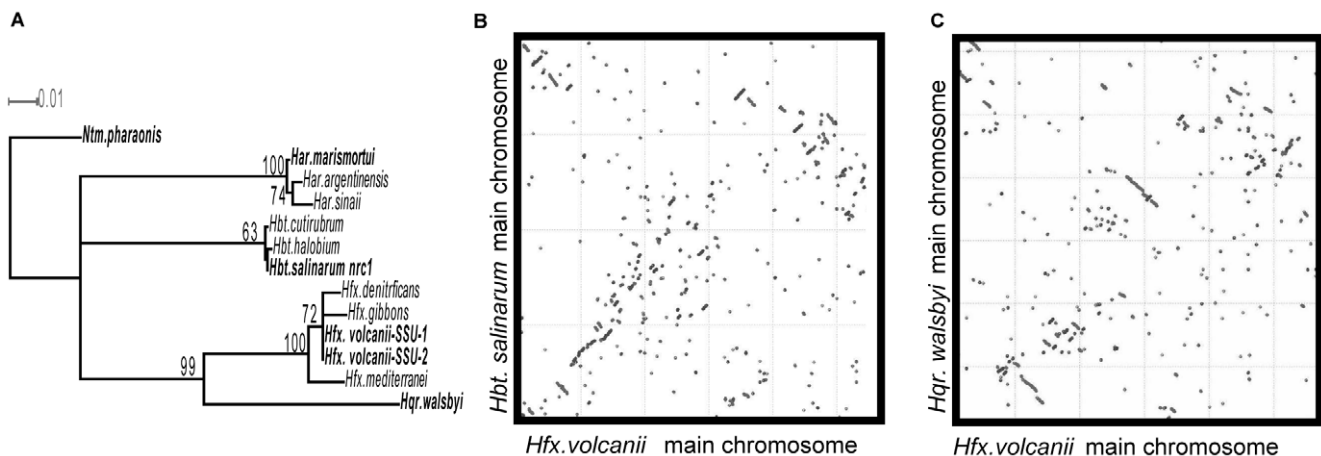 A
B
C
0.01
Ntm.pharaonis
100
Har.marismortui
Har.argentinensis
74
Har.sinaii
Hbt.cutirubrum
63
Hbt.halobium
Hbt.salinarum nrc1
Hfx.denitrficans
72
Hfx.gibbons
Hfx. volcanii-SSU-1
100
Hfx. volcanii-SSU-2
99
Hfx.mediterranei
Hqr.walsbyi
Hbt. salinarum main chromosome
Hfx.volcanii main chromosome
Hqr. walsbyi main chromosome
Hfx.volcanii main chromosome